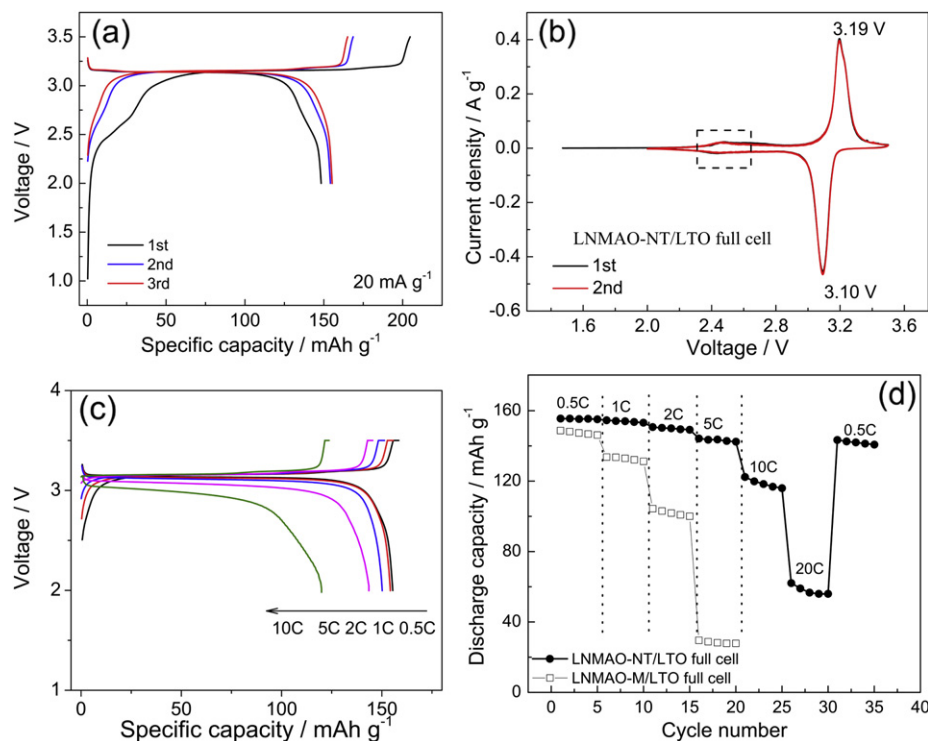 (a)
3.5
3.0
2.5
2.0
1.5
1.0
Voltage / V
1st
2nd
3rd
20 mA g-1
0 50 100 150 200
Specific capacity / mAh g-1
(b)
0.4
0.2
0.0
-0.2
-0.4
-0.6
Current density / A g-1
3.19 V
LNMAO-NT/LTO full cell
1st
2nd
3.10 V
1.6 2.0 2.4 2.8 3.2 3.6
Voltage / V
(c)
4
3
2
1
Voltage / V
10C 5C 2C 1C 0.5C
0 50 100 150
Specific capacity / mAh g-1
(d)
160
120
80
40
0
Discharge capacity / mAh g-1
0.5C 1C 2C 5C 0.5C
10C
20C
LNMAO-NT/LTO full cell
LNMAO-M/LTO full cell
0 5 10 15 20 25 30 35 40
Cycle number